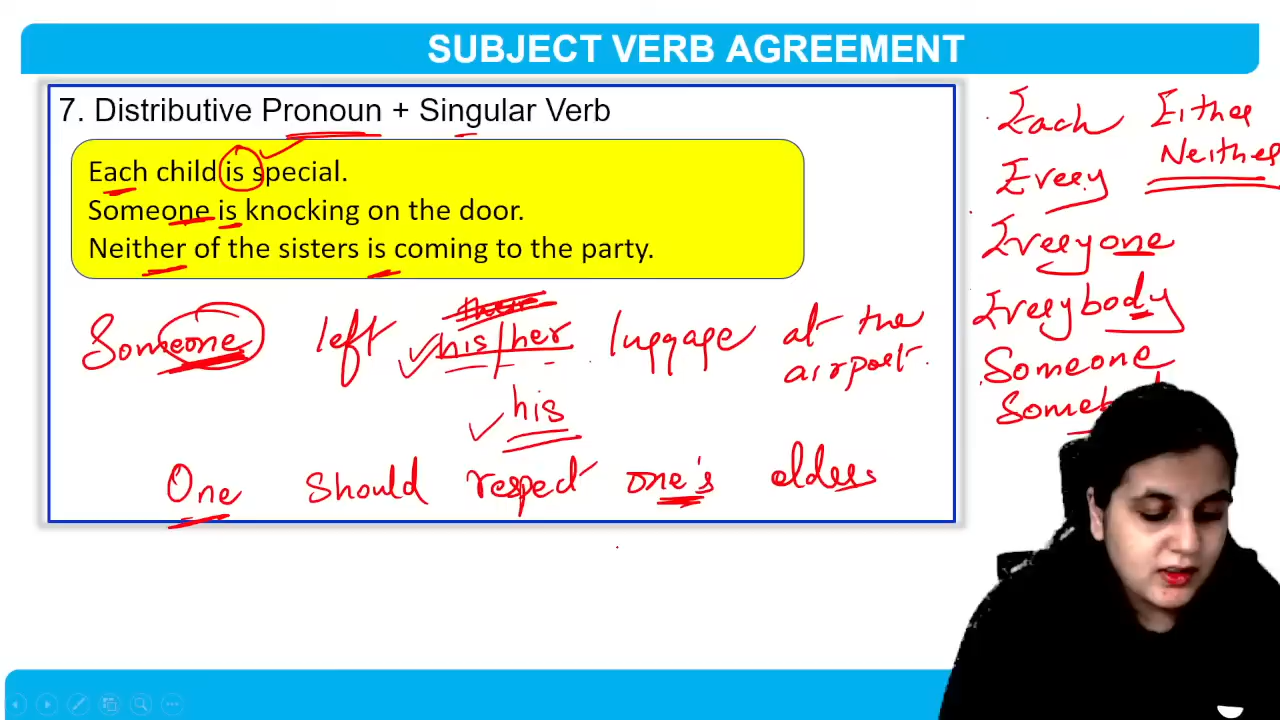 SUBJECT VERB AGREEMENT
7. Distributive Pronoun + Singular Verb
Each child is special.
Someone is knocking on the door.
Neither of the sisters is coming to the party.
their
Someone left his/her luggage at the airport.
his
One should respect one's elders
Each Either
Every Neither
Everyone
Everybody
Someone